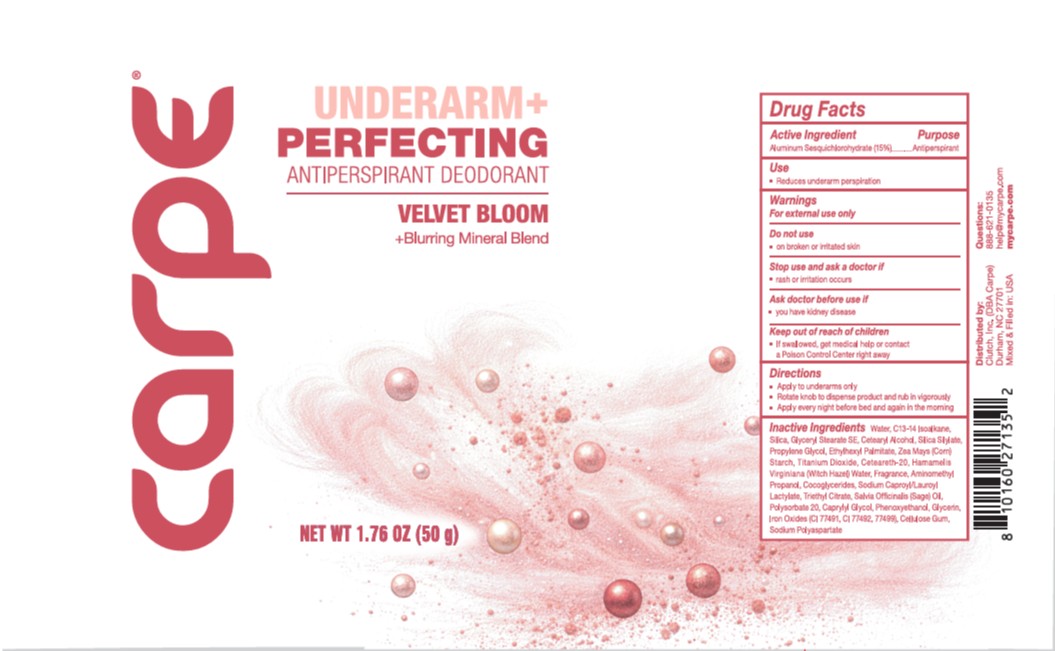 carpe®
UNDERARM+
PERFECTING
ANTIPERSPIRANT DEODORANT
VELVET BLOOM
+Blurring Mineral Blend
NET WT 1.76 OZ (50 g)
Drug Facts
Active Ingredient Purpose
Aluminum Sesquichlorohydrate (15%)......Antiperspirant
Use
• Reduces underarm perspiration
Warnings
For external use only
Do not use
• on broken or irritated skin
Stop use and ask a doctor if
• rash or irritation occurs
Ask doctor before use if
• you have kidney disease
Keep out of reach of children
• If swallowed, get medical help or contact
a Poison Control Center right away
Directions
• Apply to underarms only
• Rotate knob to dispense product and rub in vigorously
• Apply every night before bed and again in the morning
Inactive Ingredients Water, C13-14 Isoalkane,
Silica, Glyceryl Stearate SE, Cetearyl Alcohol, Silica Silylate,
Propylene Glycol, Ethylhexyl Palmitate, Zea Mays (Corn)
Starch, Titanium Dioxide, Ceteareth-20, Hamamelis
Virginiana (Witch Hazel) Water, Fragrance, Aminomethyl
Propanol, Cocoglycerides, Sodium Caproyl/Lauroyl
Lactylate, Triethyl Citrate, Salvia Officinalis (Sage) Oil,
Polysorbate 20, Caprylyl Glycol, Phenoxyethanol, Glycerin,
Iron Oxides (CI 77491, CI 77492, 77499), Cellulose Gum,
Sodium Polyaspartate
Questions:
888-621-0135
help@mycarpe.com
mycarpe.com
Distributed by:
Clutch, Inc. (DBA Carpe)
Durham, NC 27701
Mixed & Filled In: USA
8 10160 27135 2